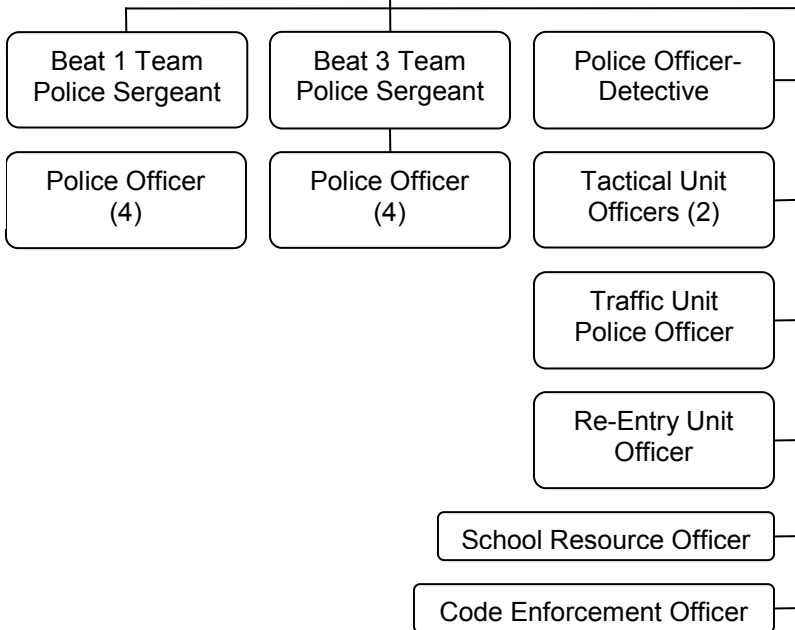 Beat 1 Team
Police Sergeant
Beat 3 Team
Police Sergeant
Police Officer-
Detective
Police Officer
(4)
Police Officer
(4)
Tactical Unit
Officers (2)
Traffic Unit
Police Officer
Re-Entry Unit
Officer
School Resource Officer
Code Enforcement Officer